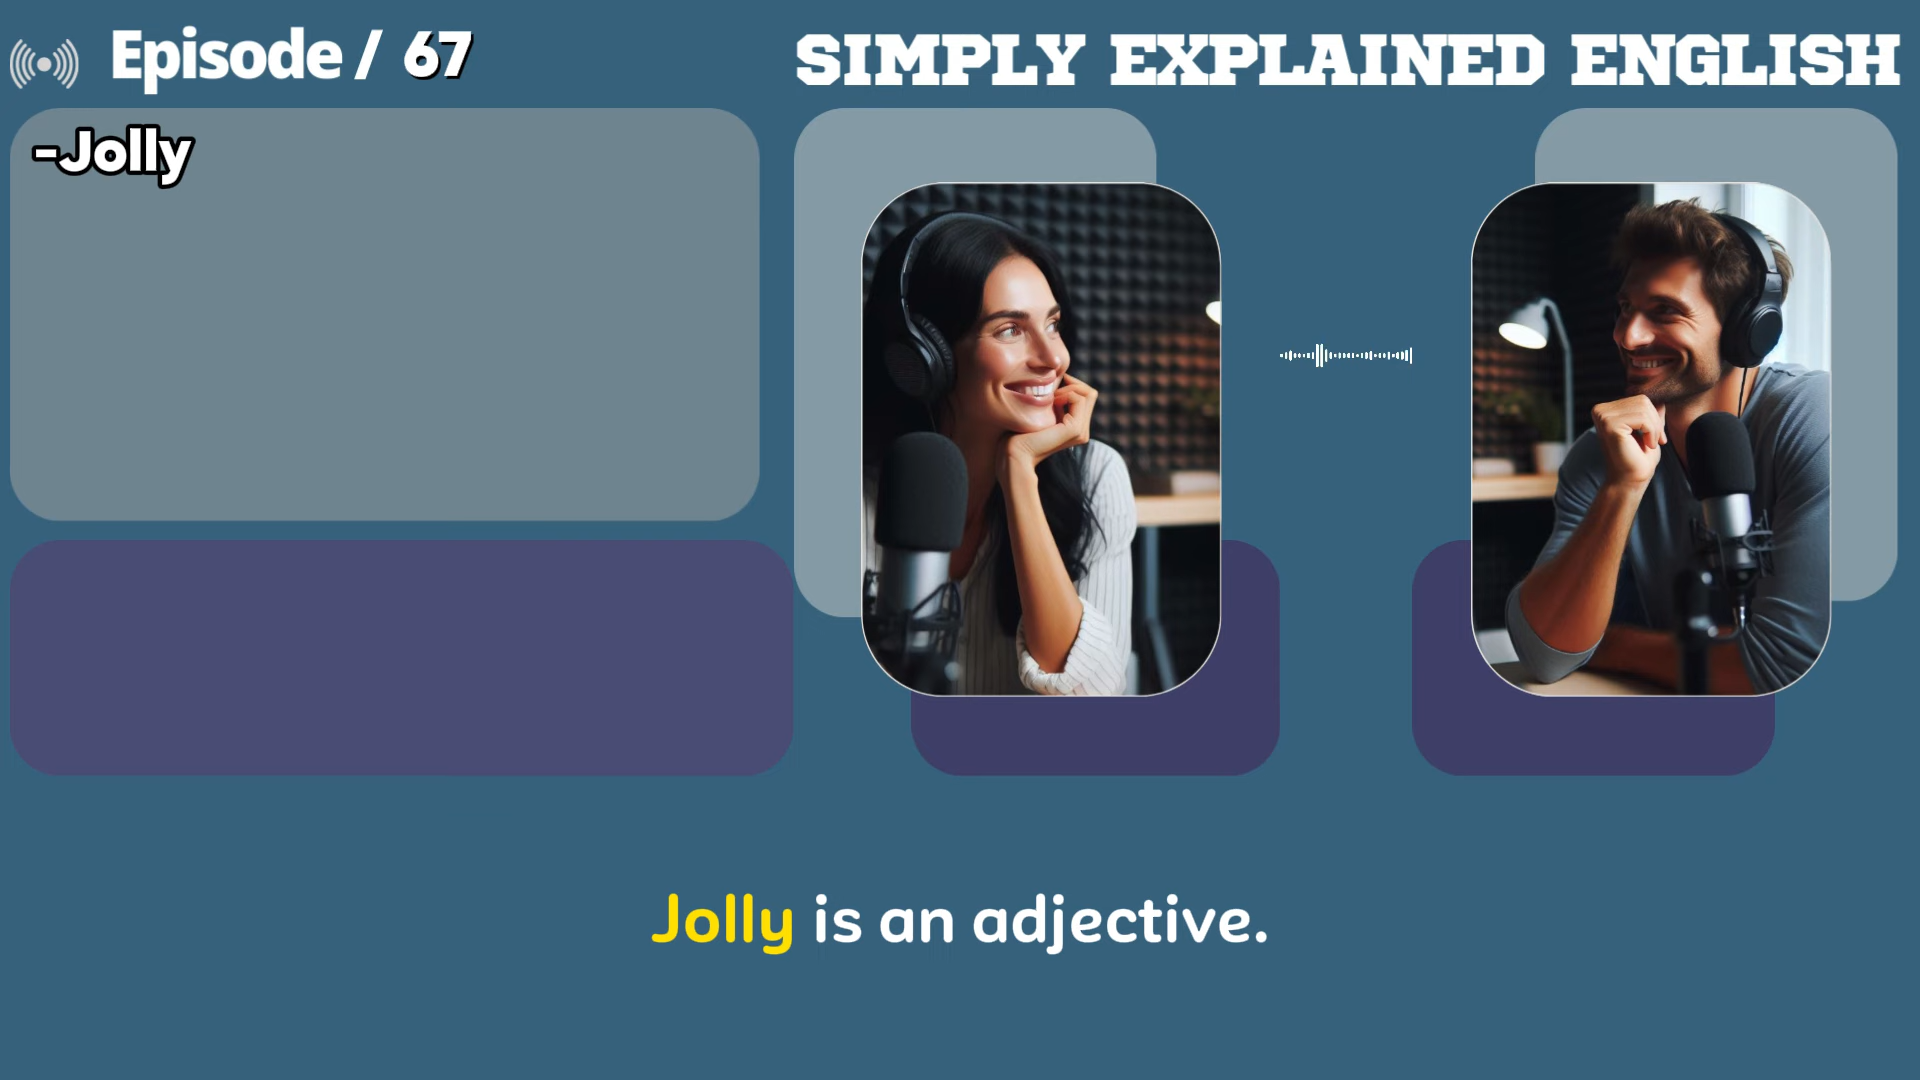 Episode / 67
SIMPLY EXPLAINED ENGLISH
-Jolly
Jolly is an adjective.